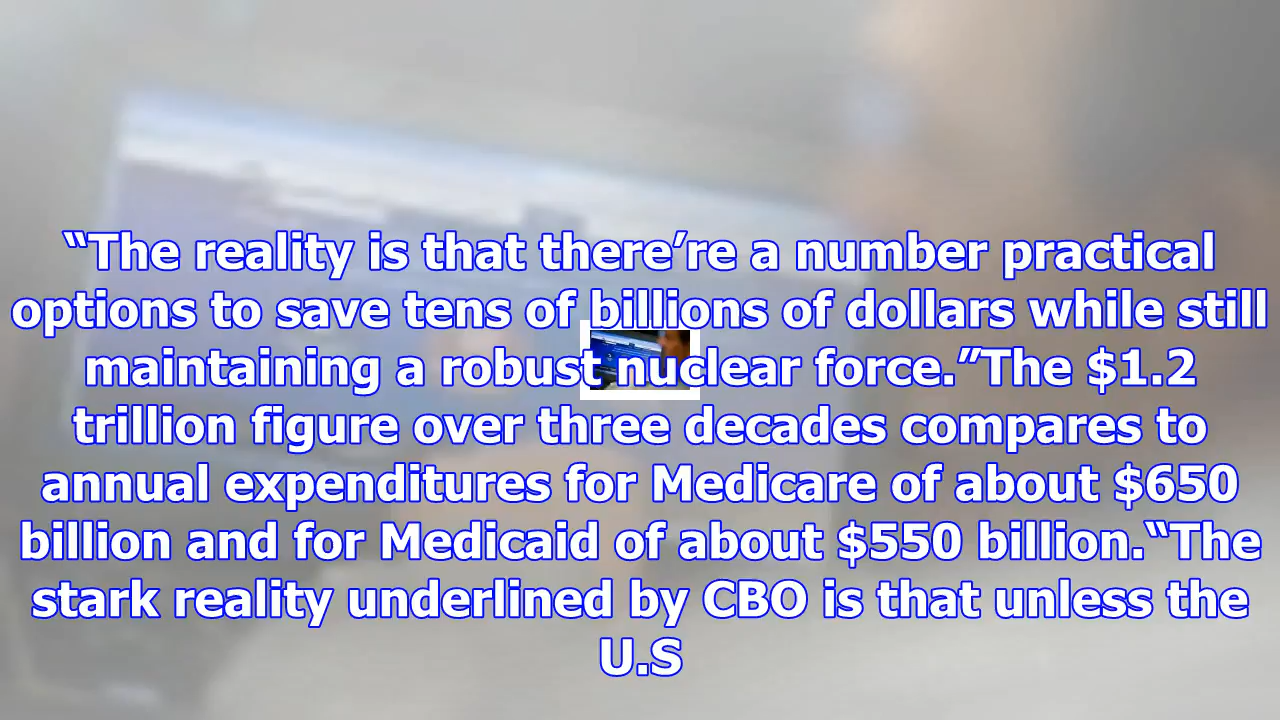 “The reality is that there’re a number practical
options to save tens of billions of dollars while still
maintaining a robust nuclear force.”The $1.2
trillion figure over three decades compares to
annual expenditures for Medicare of about $650
billion and for Medicaid of about $550 billion.“The
stark reality underlined by CBO is that unless the
U.S